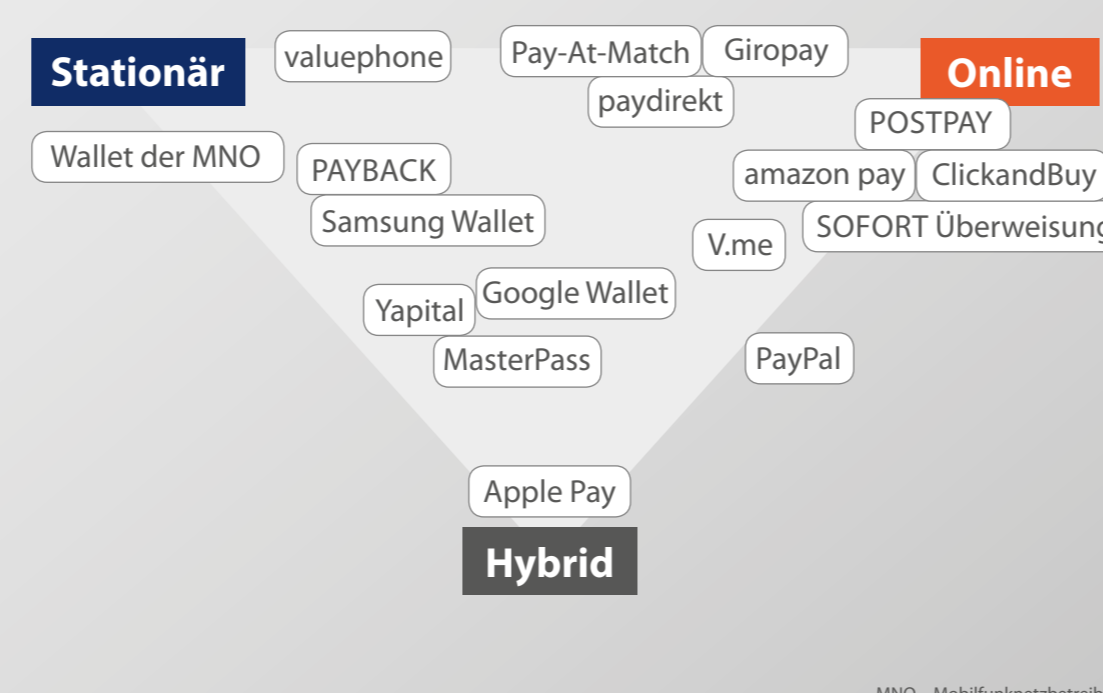 Stationär
valuephone
Pay-At-Match
Giropay
Online
paydirekt
POSTPAY
Wallet der MNO
PAYBACK
amazon pay
ClickandBuy
Samsung Wallet
SOFORT Überweisung
V.me
Google Wallet
Yapital
MasterPass
PayPal
Apple Pay
Hybrid